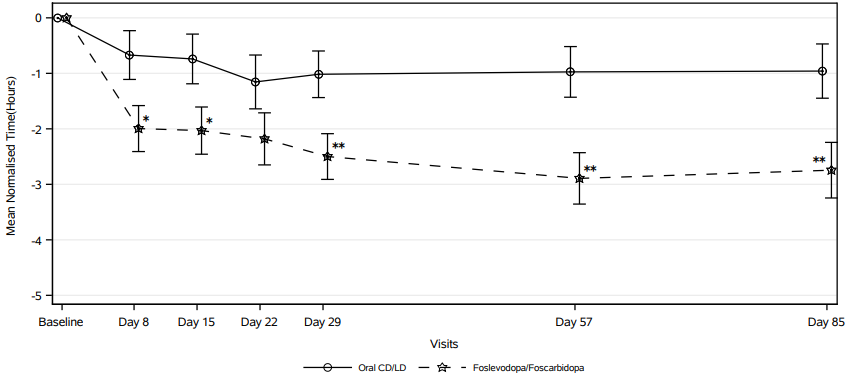 Mean Normalised Time(Hours)
0
-1
-2
-3
-4
-5
*
*
**
**
**
Baseline Day 8 Day 15 Day 22 Day 29 Day 57 Day 85
Visits
Oral CD/LD Foslevodopa/Foscarbidopa